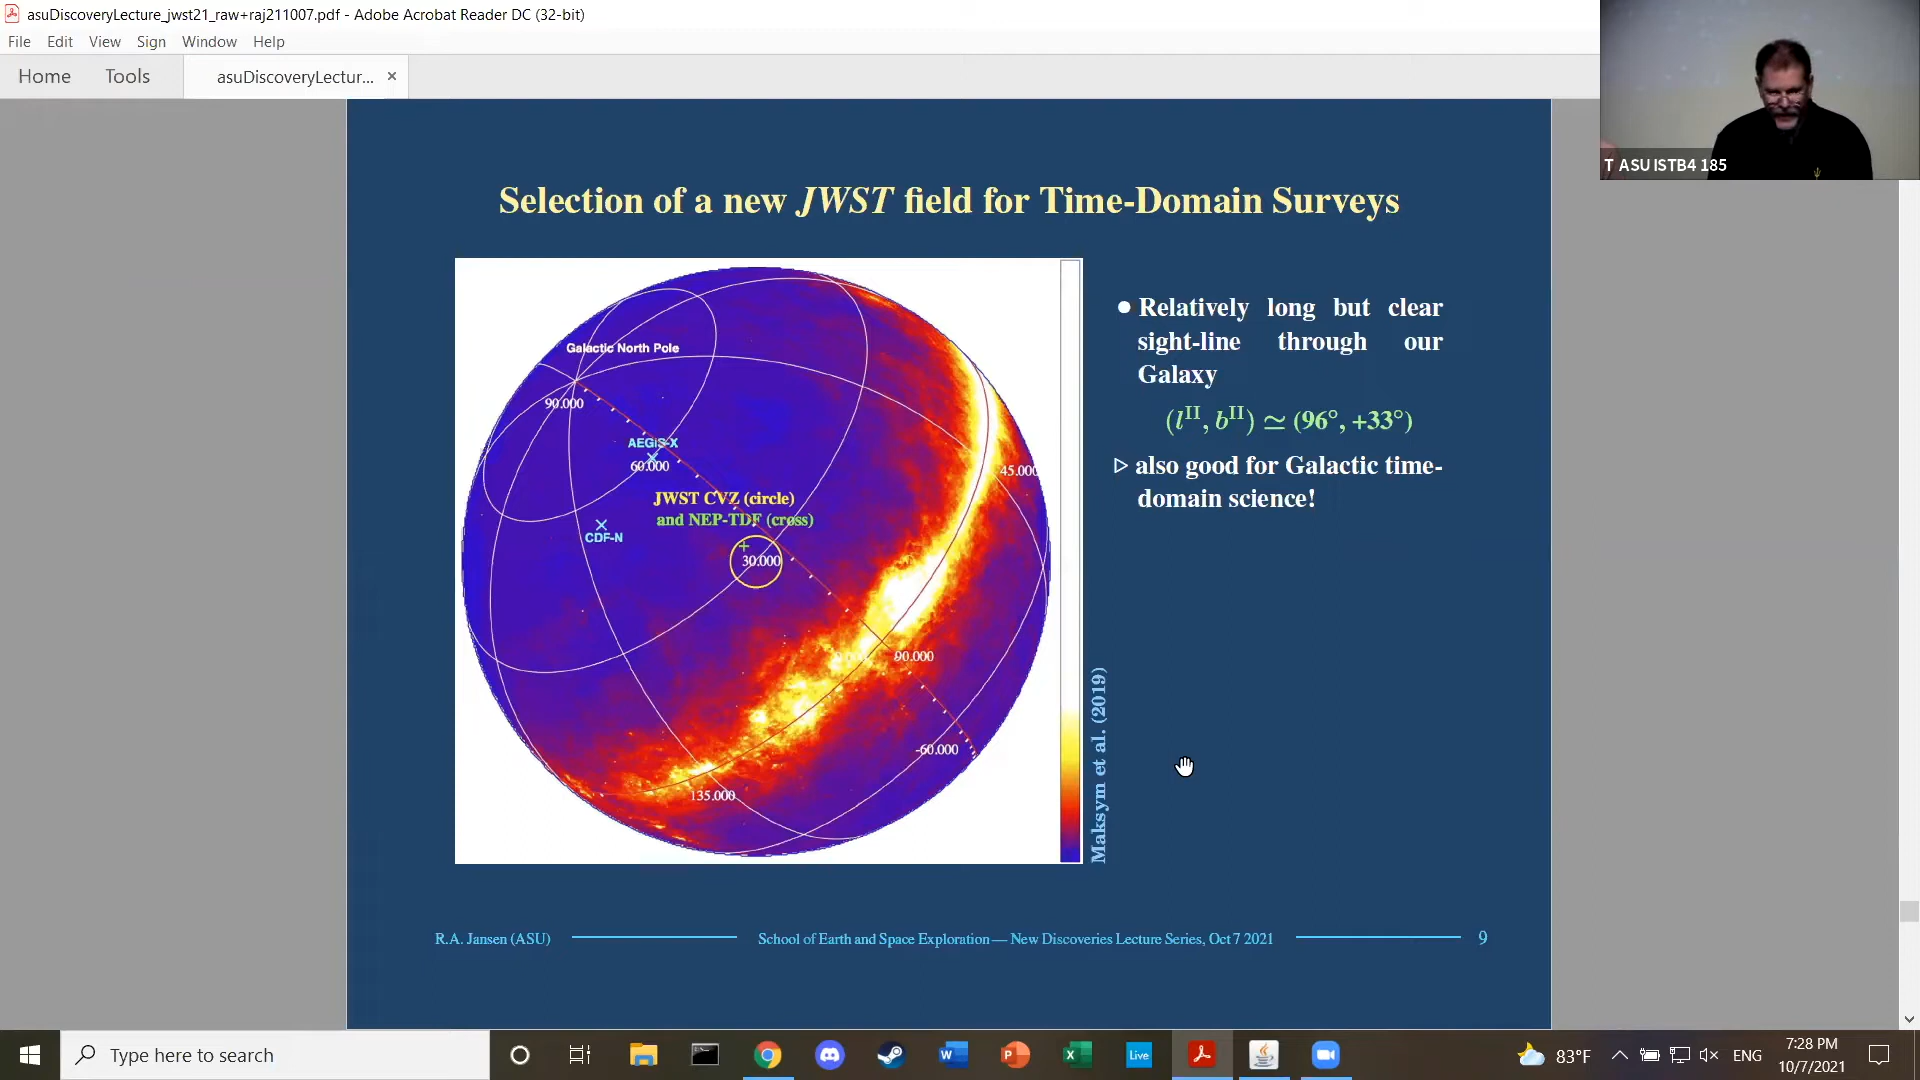 asuDiscoveryLecture_jwst21_raw+raj211007.pdf - Adobe Acrobat Reader DC (32-bit)
File Edit View Sign Window Help
Home Tools asuDiscoveryLectur... ×
T ASU ISTB4 185
Selection of a new JWST field for Time-Domain Surveys
Galactic North Pole
90.000
AEGIS-X
60.000
45.000
JWST CVZ (circle)
and NEP-TDF (cross)
CDF-N
30.000
90.000
-60.000
135.000
Maksym et al. (2019)
● Relatively long but clear
sight-line through our
Galaxy
(l^II, b^II) ≃ (96°, +33°)
▷ also good for Galactic time-
domain science!
R.A. Jansen (ASU) School of Earth and Space Exploration — New Discoveries Lecture Series, Oct 7 2021 9
Type here to search
Live
83°F
ENG
7:28 PM
10/7/2021